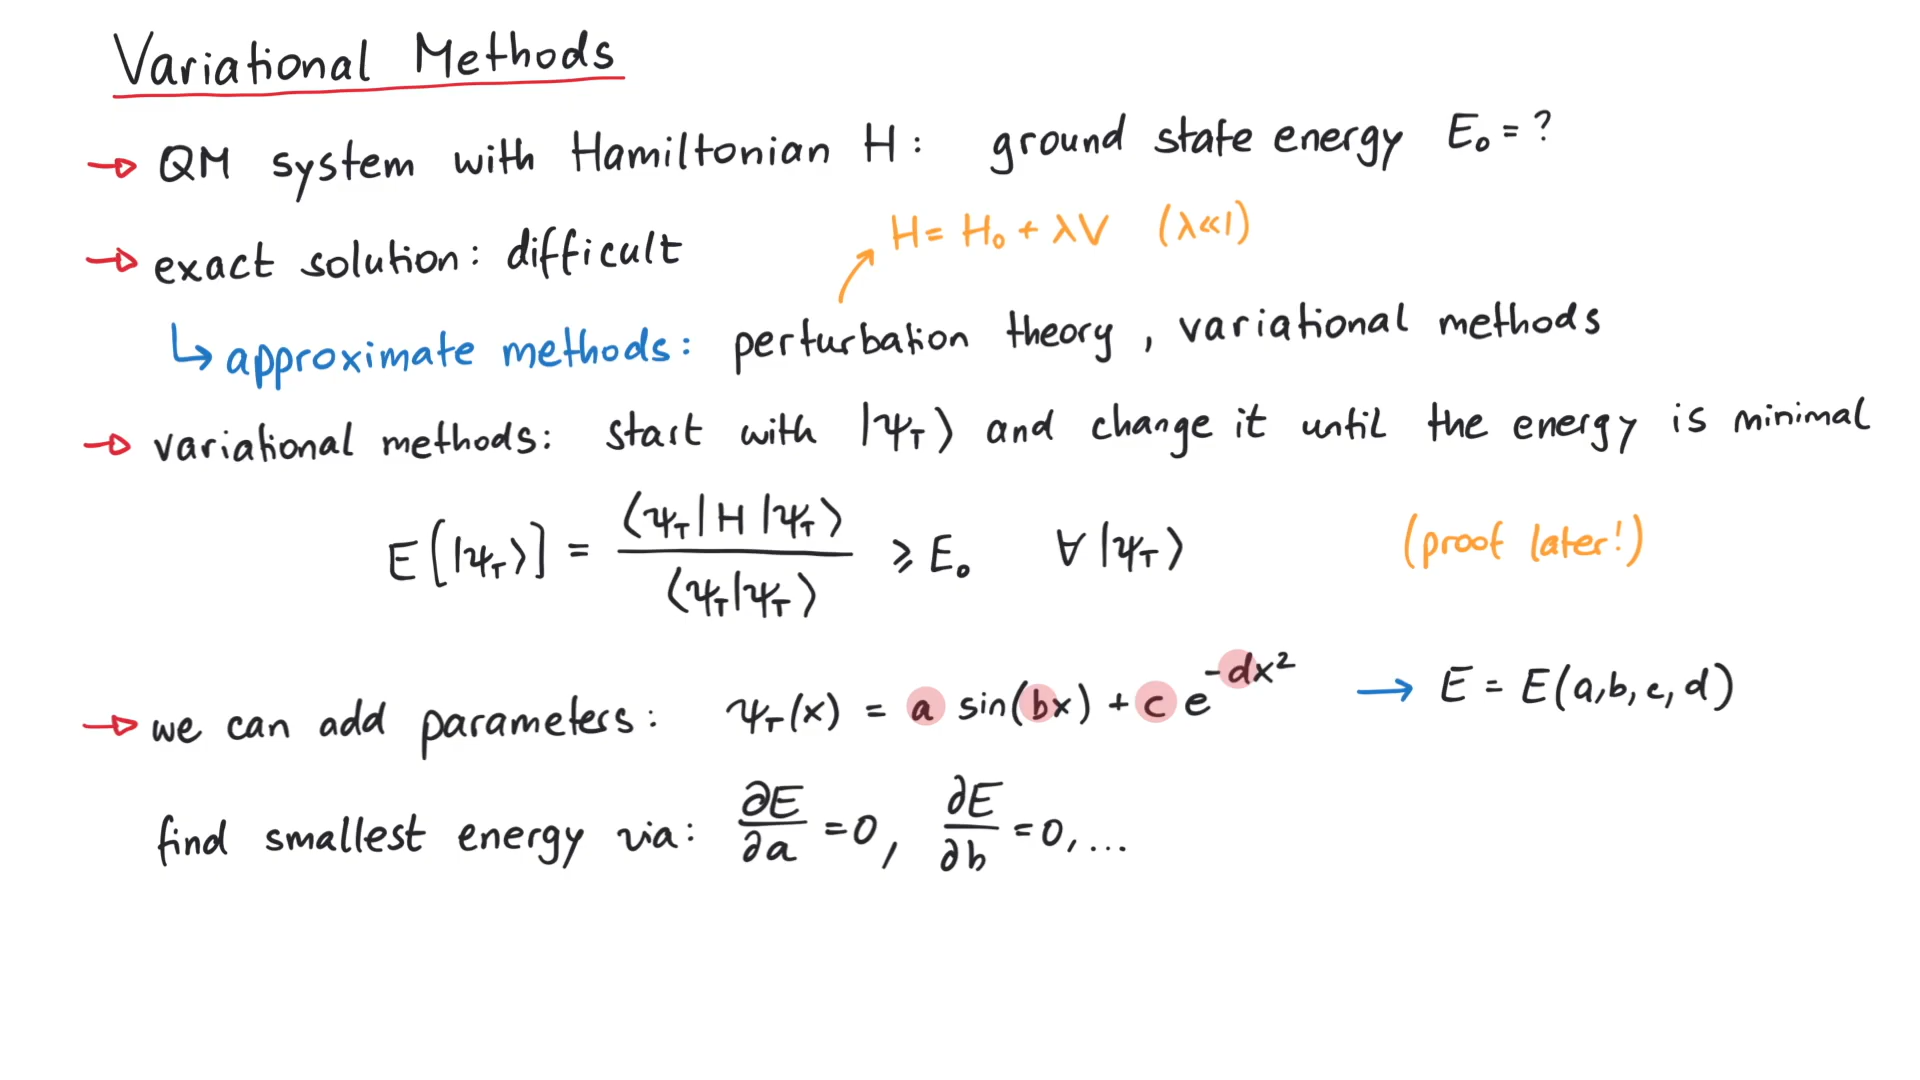 Variational Methods
→ QM system with Hamiltonian H: ground state energy E₀ = ?
H = H₀ + λV (λ≪1)
→ exact solution: difficult
↳ approximate methods: perturbation theory, variational methods
→ variational methods: start with |ψ_T⟩ and change it until the energy is minimal
E[|ψ_T⟩] = ⟨ψ_T|H|ψ_T⟩ / ⟨ψ_T|ψ_T⟩ ⩾ E₀ ∀ |ψ_T⟩ (proof later!)
→ we can add parameters: ψ_T(x) = a sin(bx) + c e^{-dx²} → E = E(a,b,c,d)
find smallest energy via: ∂E/∂a = 0, ∂E/∂b = 0, ...